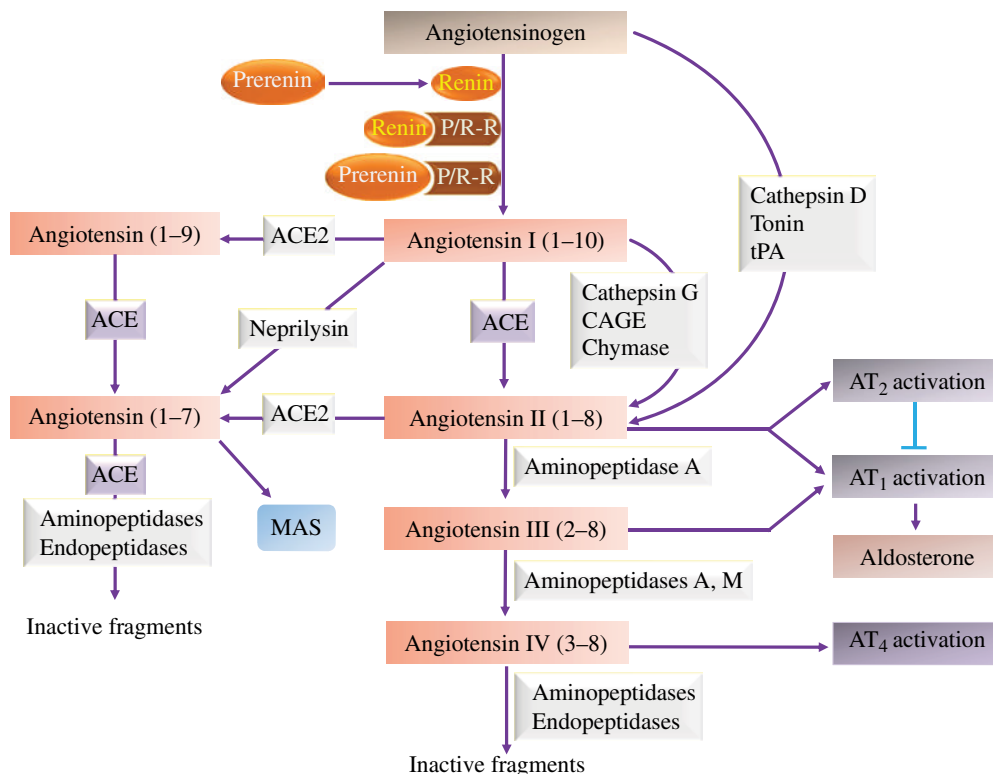 Angiotensinogen
Prerenin
Renin
Renin P/R-R
Prerenin P/R-R
Cathepsin D
Tonin
tPA
Angiotensin (1–9)
ACE2
Angiotensin I (1–10)
Cathepsin G
CAGE
Chymase
ACE
Neprilysin
ACE
Angiotensin (1–7)
ACE2
Angiotensin II (1–8)
AT₂ activation
ACE
Aminopeptidase A
AT₁ activation
Aminopeptidases
Endopeptidases
MAS
Angiotensin III (2–8)
Aldosterone
Aminopeptidases A, M
Inactive fragments
Angiotensin IV (3–8)
AT₄ activation
Aminopeptidases
Endopeptidases
Inactive fragments